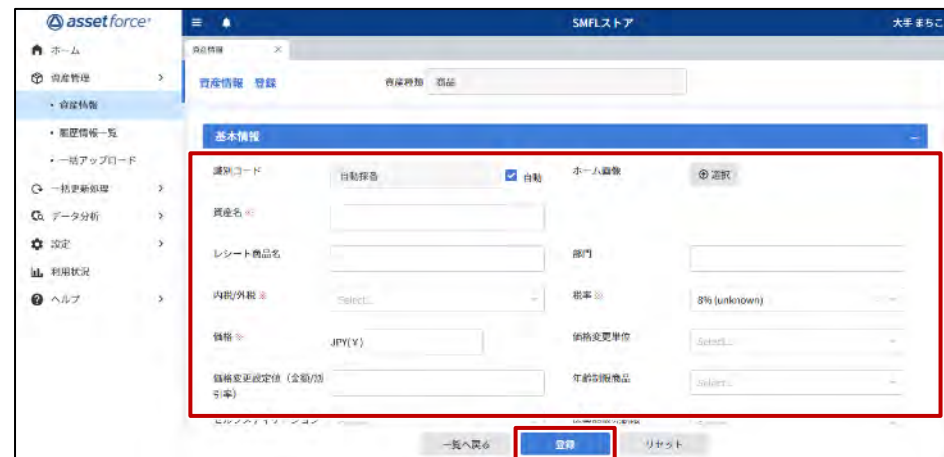 assetforce
SMFLストア
大手 まちこ
ホーム
資産情報 ×
資産管理
資産情報 登録
資産種類 商品
・資産情報
・履歴情報一覧
基本情報
・一括アップロード
識別コード 自動採番 自動 ホーム画像 選択
一括更新処理
資産名 ※
データ分析
設定
レシート商品名 部門
利用状況
内税/外税 ※ Select... 税率 ※ 8% (unknown)
ヘルプ
価格 ※ JPY(¥) 価格変更単位 Select...
価格変更設定値（金額/割引率） 年齢制限商品 Select...
一覧へ戻る 登録 リセット